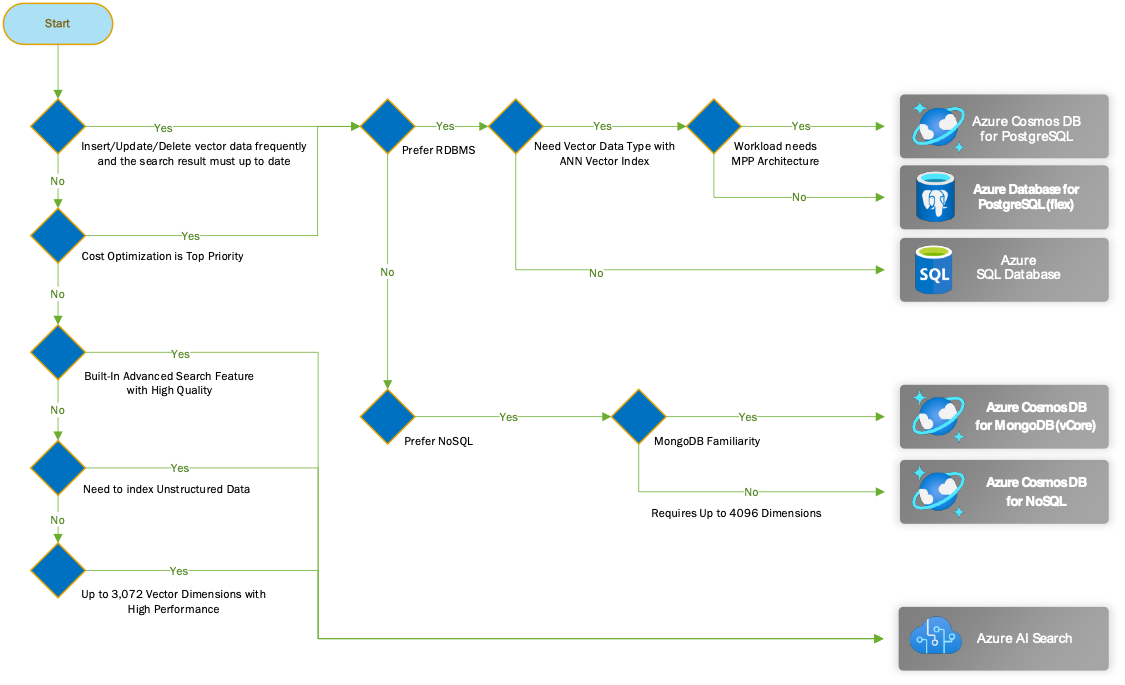 Start
Yes
Insert/Update/Delete vector data frequently
and the search result must up to date
Yes
Prefer RDBMS
Yes
Need Vector Data Type with
ANN Vector Index
Yes
Workload needs
MPP Architecture
Azure Cosmos DB
for PostgreSQL
No
No
Azure Database for
PostgreSQL (flex)
Yes
Cost Optimization is Top Priority
No
No
Azure
SQL Database
SQL
No
Yes
Built-In Advanced Search Feature
with High Quality
No
Yes
Prefer NoSQL
Yes
MongoDB Familiarity
Azure Cosmos DB
for MongoDB (vCore)
Yes
Need to index Unstructured Data
No
Requires Up to 4096 Dimensions
Azure Cosmos DB
for NoSQL
No
Yes
Up to 3,072 Vector Dimensions with
High Performance
Azure AI Search